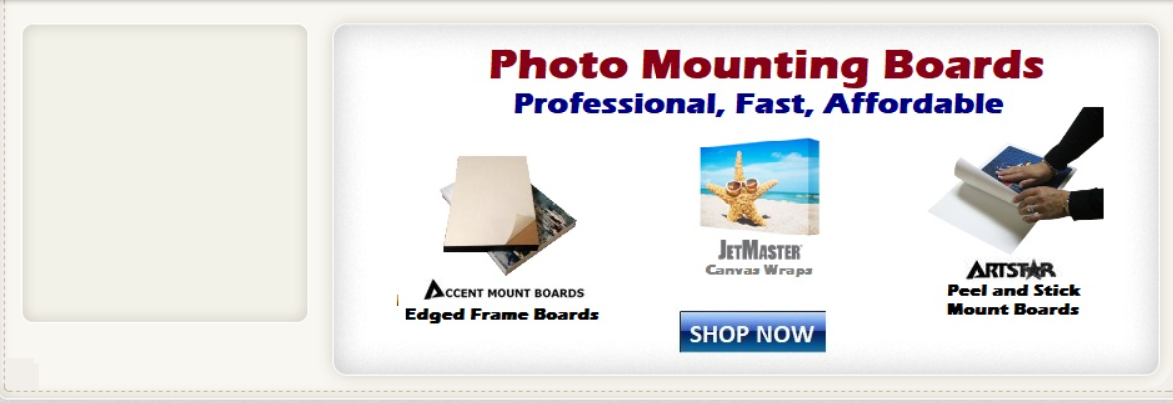 Photo Mounting Boards
Professional, Fast, Affordable
ACCENT MOUNT BOARDS
Edged Frame Boards
JETMASTER
Canvas Wraps
SHOP NOW
ARTSTAR
Peel and Stick
Mount Boards